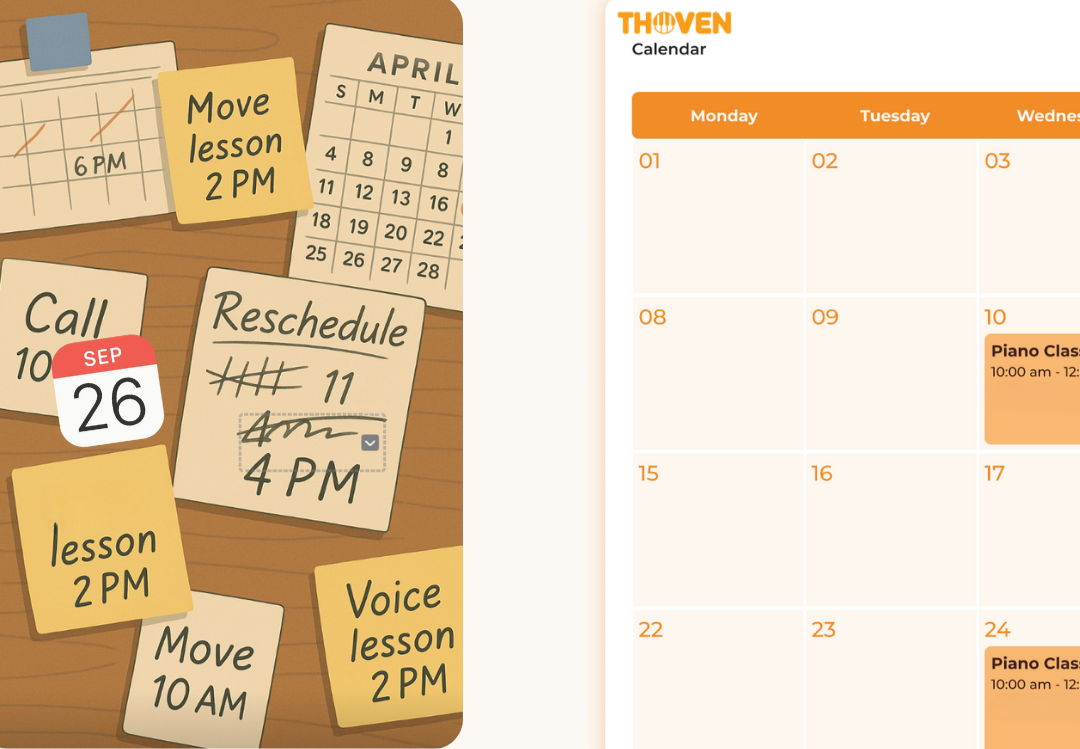 6 PM
Move
lesson
2 PM
APRIL
S M T W
1
4 8 9 8
11 12 13 16
18 19 20 22
25 26 27 28
Call
10
SEP
26
Reschedule
11
4 PM
lesson
2 PM
Move
10 AM
Voice
lesson
2 PM
THOVEN
Calendar
Monday Tuesday Wednes
01 02 03
08 09 10
Piano Clas
10:00 am - 12:
15 16 17
22 23 24
Piano Clas
10:00 am - 12: